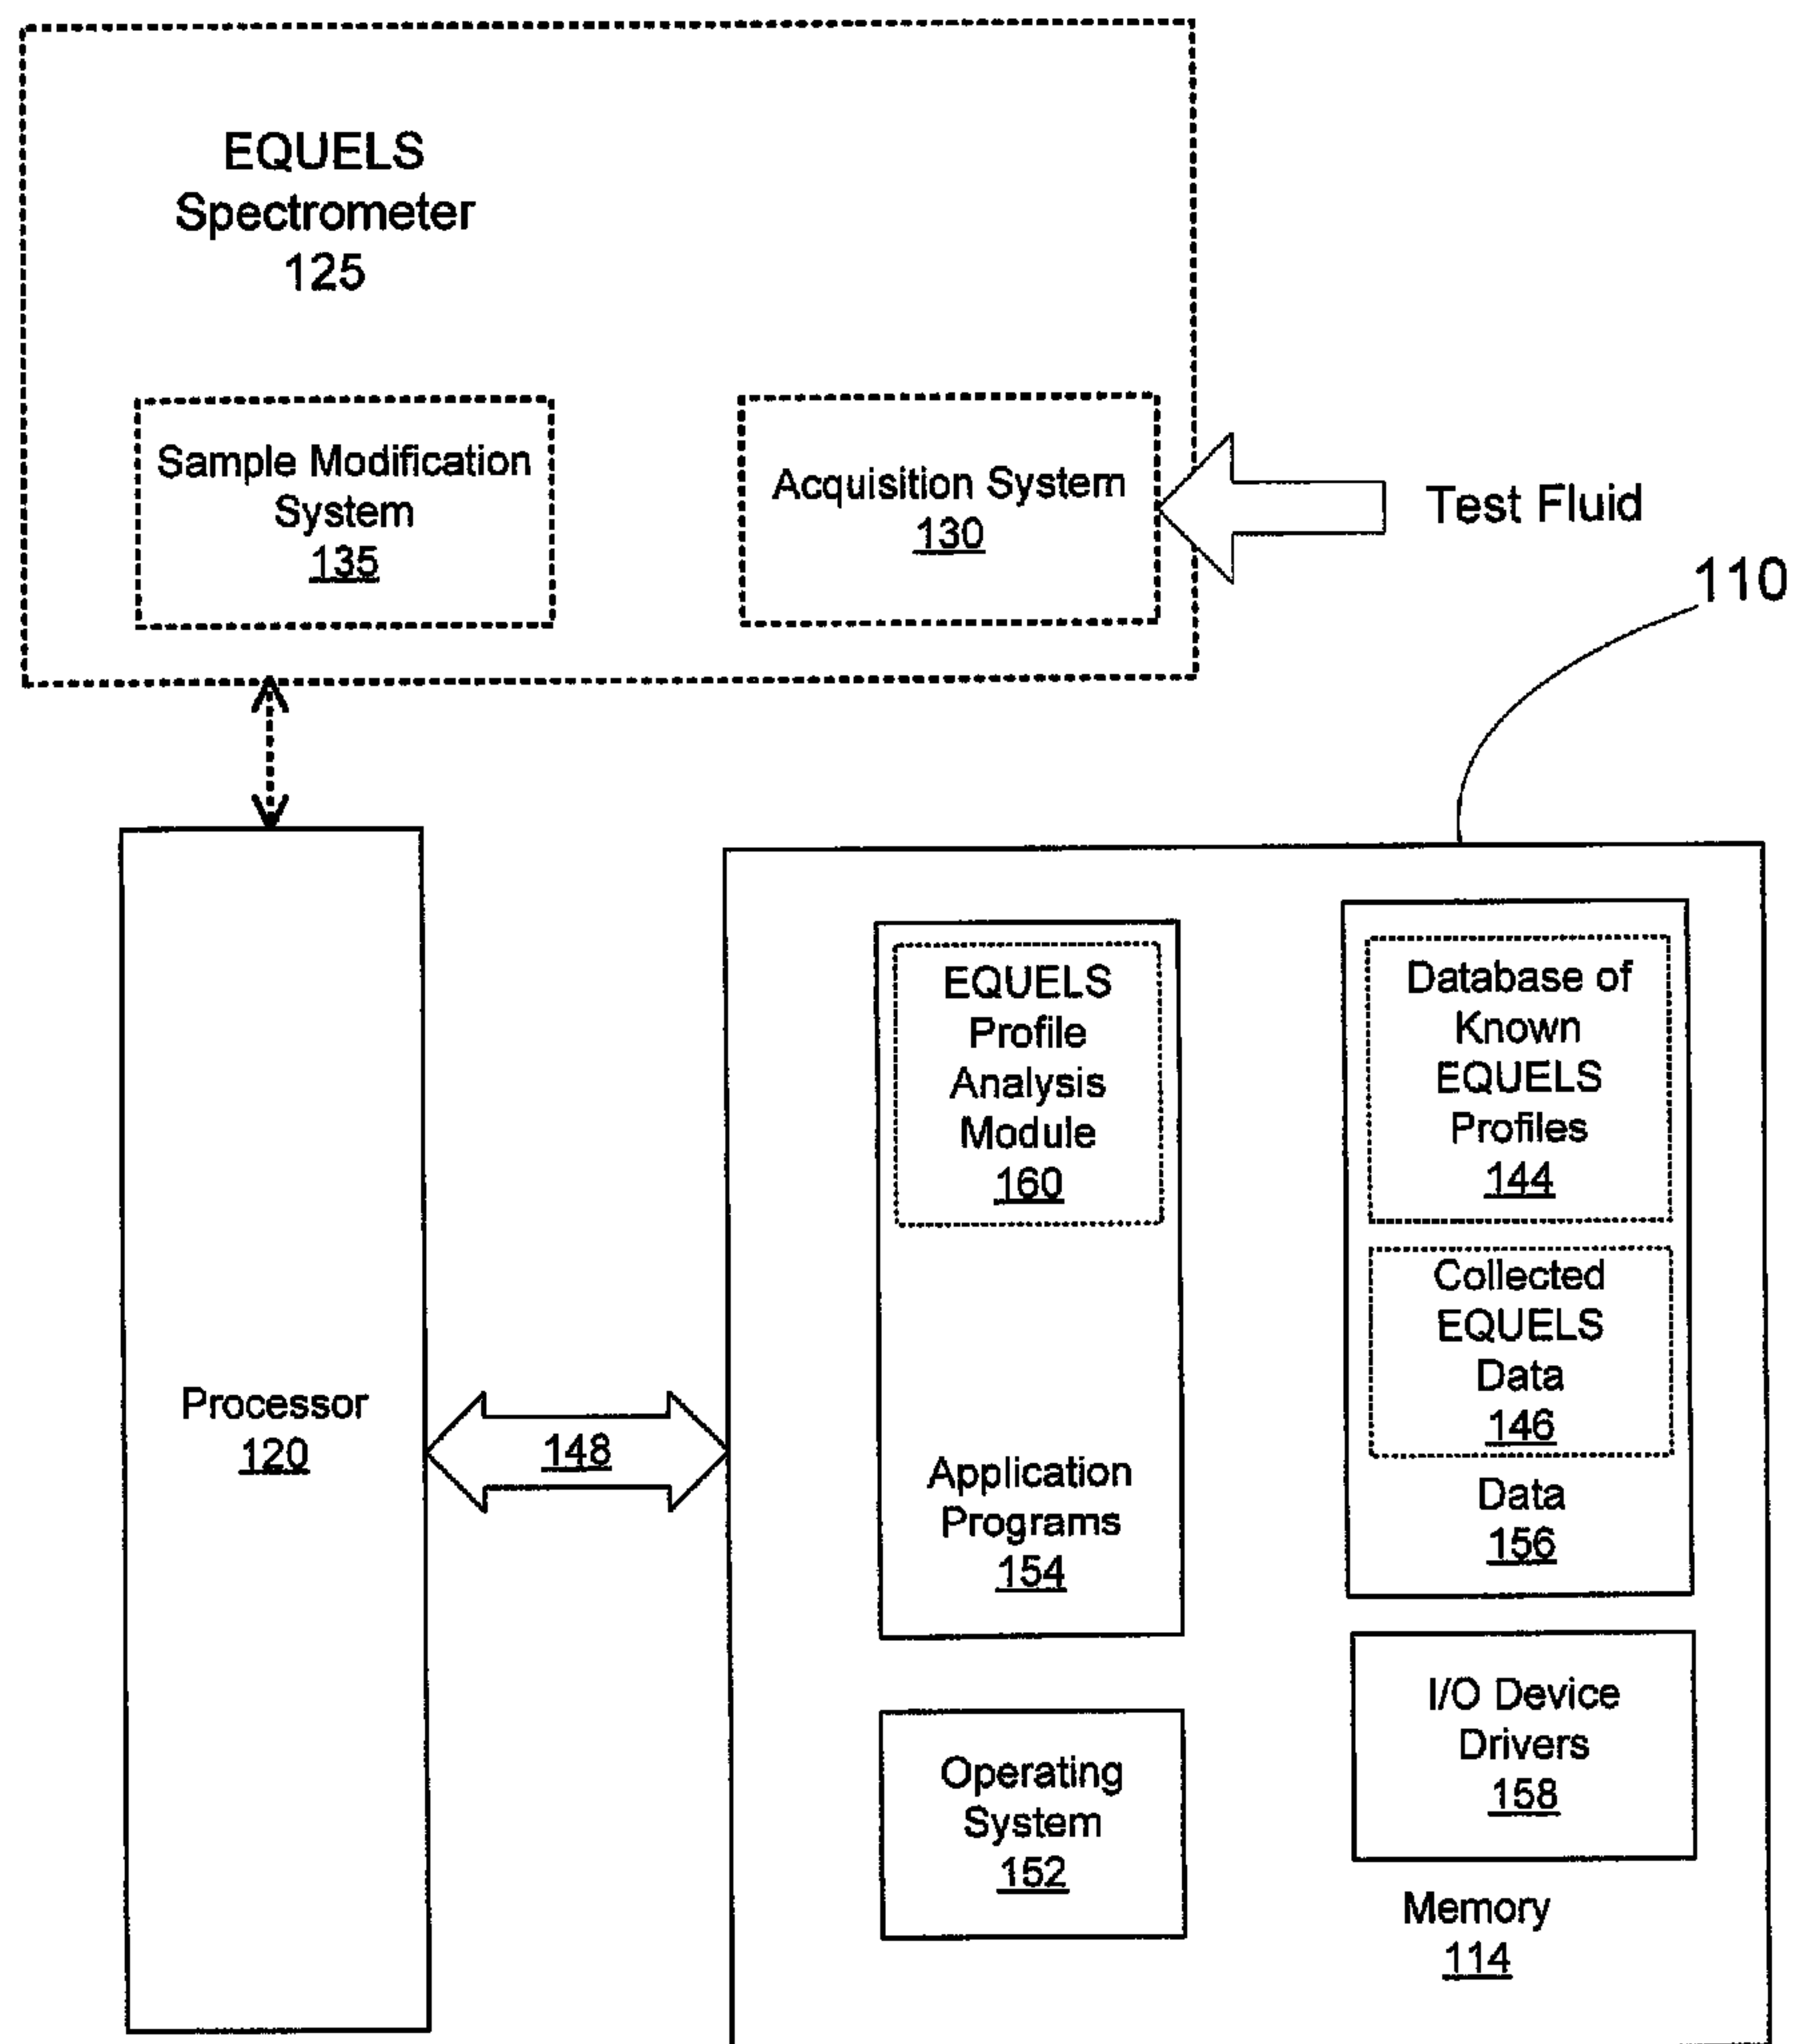 EQUELS
Spectrometer
125
Sample Modification
System
135
Acquisition System
130
Test Fluid
110
Processor
120
148
EQUELS
Profile
Analysis
Module
160
Application
Programs
154
Database of
Known
EQUELS
Profiles
144
Collected
EQUELS
Data
146
Data
156
Operating
System
152
I/O Device
Drivers
158
Memory
114